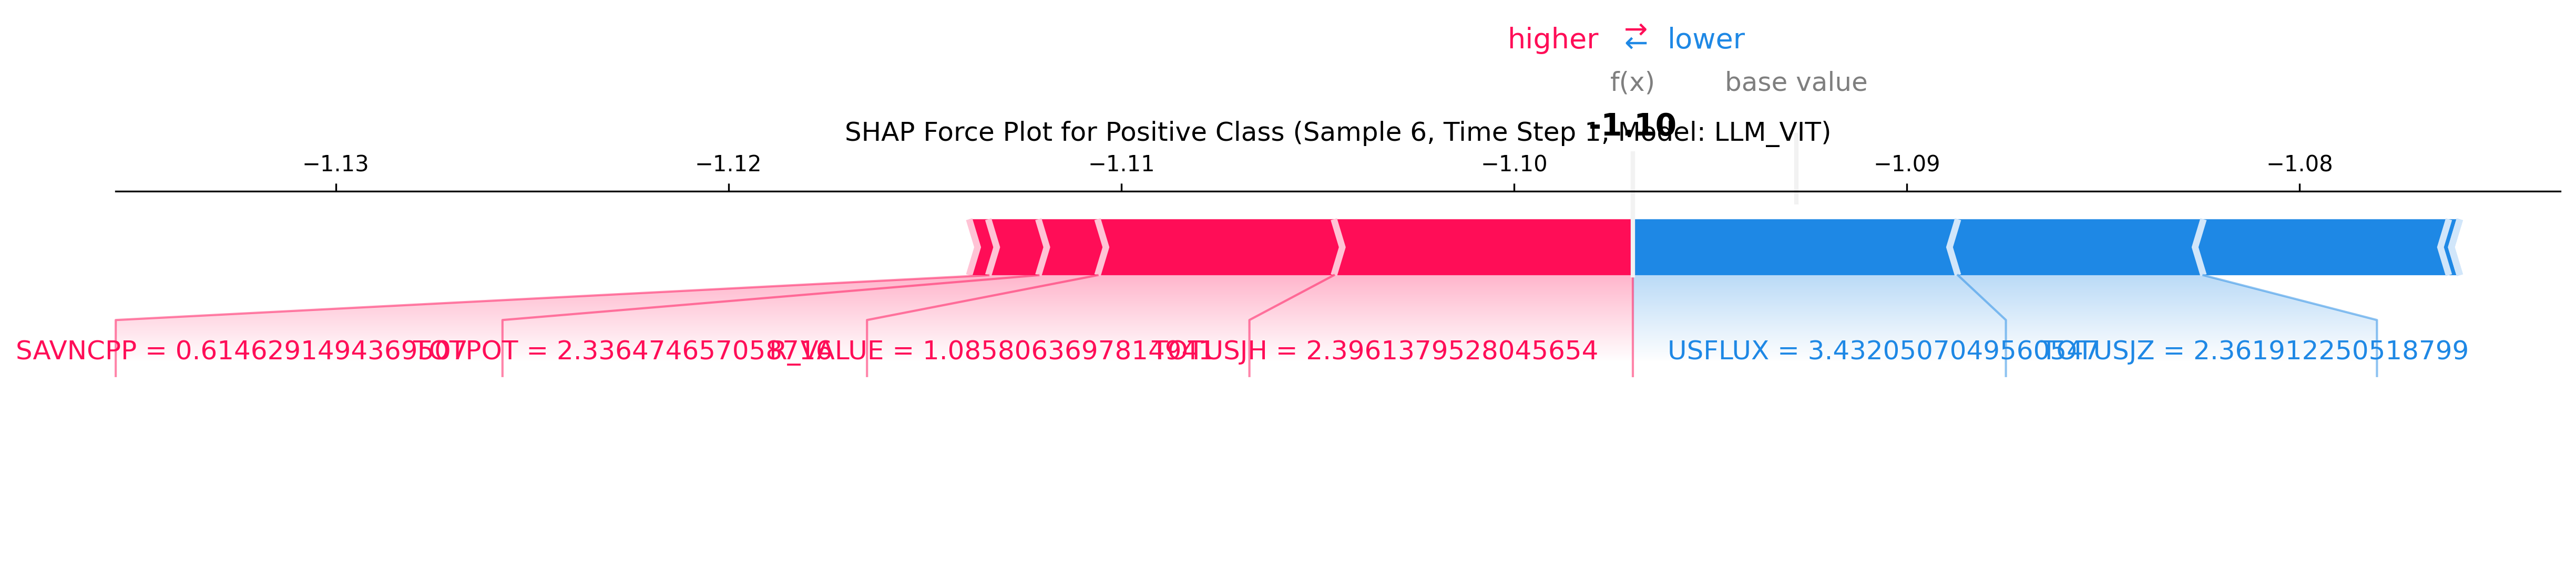 higher ⇄ lower
f(x) base value
-1.10
SHAP Force Plot for Positive Class (Sample 6, Time Step 1, Model: LLM_VIT)
−1.13 −1.12 −1.11 −1.10 −1.09 −1.08
SAVNCPP = 0.6146291494369507 TOTPOT = 2.336474657058716 R_VALUE = 1.0858063697814941 TOTUSJH = 2.3961379528045654 USFLUX = 3.4320507049560547 TOTUSJZ = 2.361912250518799